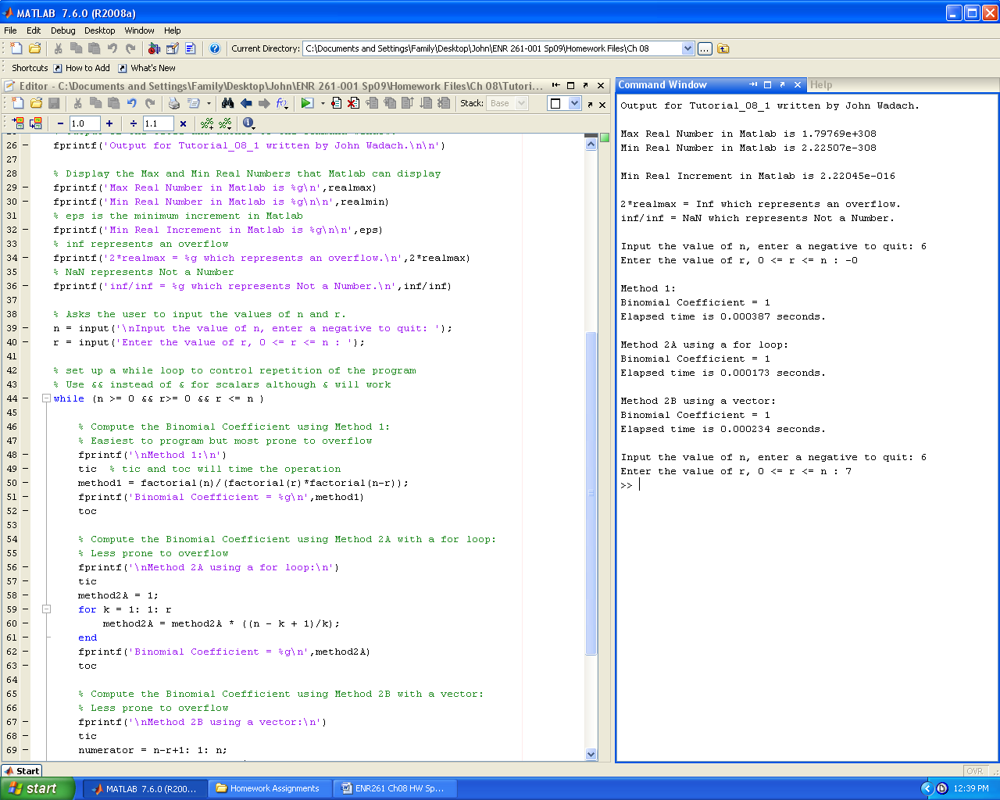 MATLAB 7.6.0 (R2008a)
File Edit Debug Desktop Window Help
Current Directory: C:\Documents and Settings\Family\Desktop\John\ENR 261-001 Sp09\Homework Files\Ch 08 ...
Shortcuts How to Add What's New
Editor - C:\Documents and Settings\Family\Desktop\John\ENR 261-001 Sp09\Homework Files\Ch 08\Tutori...
Stack: Base
1.0 1.1
26 fprintf('Output for Tutorial_08_1 written by John Wadach.\n\n')
27
28 % Display the Max and Min Real Numbers that Matlab can display
29 fprintf('Max Real Number in Matlab is %g\n',realmax)
30 fprintf('Min Real Number in Matlab is %g\n\n',realmin)
31 % eps is the minimum increment in Matlab
32 fprintf('Min Real Increment in Matlab is %g\n\n',eps)
33 % inf represents an overflow
34 fprintf('2*realmax = %g which represents an overflow.\n',2*realmax)
35 % NaN represents Not a Number
36 fprintf('inf/inf = %g which represents Not a Number.\n',inf/inf)
37
38 % Asks the user to input the values of n and r.
39 n = input('\nInput the value of n, enter a negative to quit: ');
40 r = input('Enter the value of r, 0 <= r <= n : ');
41
42 % set up a while loop to control repetition of the program
43 % Use && instead of & for scalars although & will work
44 while (n >= 0 && r>= 0 && r <= n )
45
46 % Compute the Binomial Coefficient using Method 1:
47 % Easiest to program but most prone to overflow
48 fprintf('\nMethod 1:\n')
49 tic % tic and toc will time the operation
50 method1 = factorial(n)/(factorial(r)*factorial(n-r));
51 fprintf('Binomial Coefficient = %g\n',method1)
52 toc
53
54 % Compute the Binomial Coefficient using Method 2A with a for loop:
55 % Less prone to overflow
56 fprintf('\nMethod 2A using a for loop:\n')
57 tic
58 method2A = 1;
59 for k = 1: 1: r
60 method2A = method2A * ((n - k + 1)/k);
61 end
62 fprintf('Binomial Coefficient = %g\n',method2A)
63 toc
64
65 % Compute the Binomial Coefficient using Method 2B with a vector:
66 % Less prone to overflow
67 fprintf('\nMethod 2B using a vector:\n')
68 tic
69 numerator = n-r+1: 1: n;
Command Window Help
Output for Tutorial_08_1 written by John Wadach.
Max Real Number in Matlab is 1.79769e+308
Min Real Number in Matlab is 2.22507e-308
Min Real Increment in Matlab is 2.22045e-016
2*realmax = Inf which represents an overflow.
inf/inf = NaN which represents Not a Number.
Input the value of n, enter a negative to quit: 6
Enter the value of r, 0 <= r <= n : -0
Method 1:
Binomial Coefficient = 1
Elapsed time is 0.000387 seconds.
Method 2A using a for loop:
Binomial Coefficient = 1
Elapsed time is 0.000173 seconds.
Method 2B using a vector:
Binomial Coefficient = 1
Elapsed time is 0.000234 seconds.
Input the value of n, enter a negative to quit: 6
Enter the value of r, 0 <= r <= n : 7
>>
Start OVR
start MATLAB 7.6.0 (R200... Homework Assignments ENR261 Ch08 HW Sp... 12:39 PM